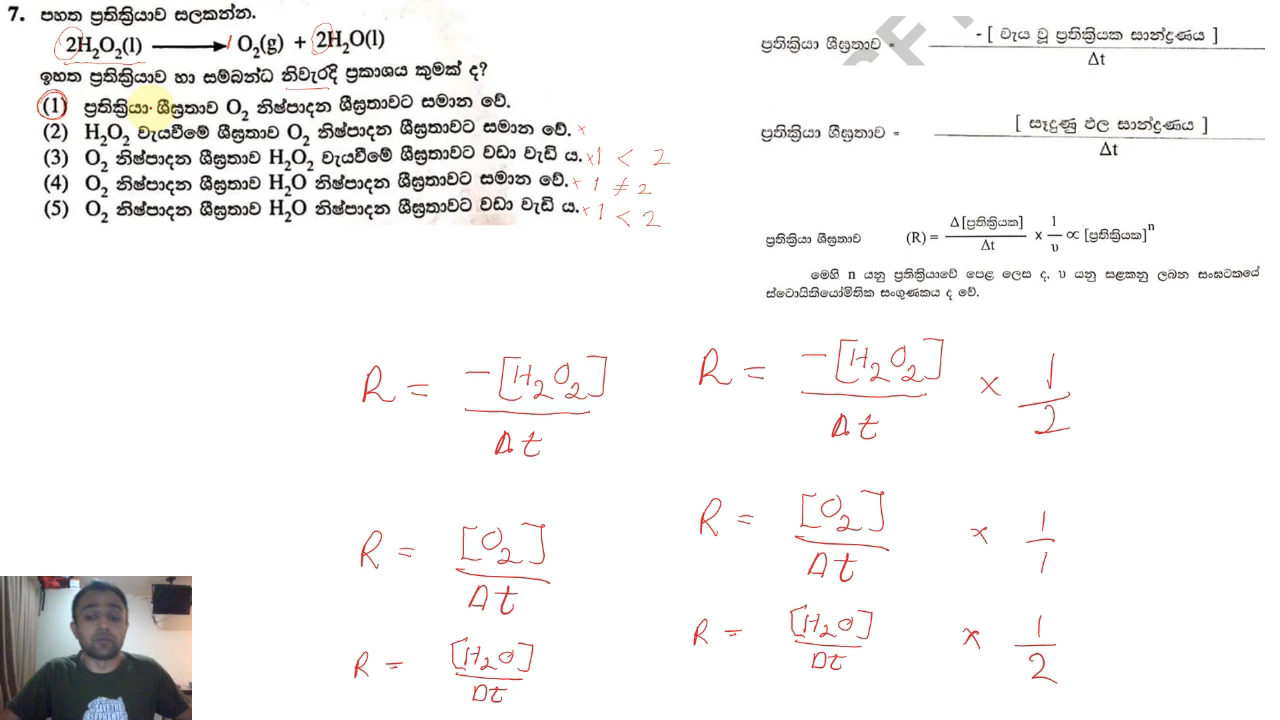 7. පහත ප්‍රතික්‍රියාව සලකන්න.
2H₂O₂(l) ⟶ 1 O₂(g) + 2H₂O(l)
ඉහත ප්‍රතික්‍රියාව හා සම්බන්ධ නිවැරදි ප්‍රකාශය කුමක් ද?
(1) ප්‍රතික්‍රියා ශීඝ්‍රතාව O₂ නිෂ්පාදන ශීඝ්‍රතාවට සමාන වේ.
(2) H₂O₂ වැයවීමේ ශීඝ්‍රතාව O₂ නිෂ්පාදන ශීඝ්‍රතාවට සමාන වේ. ×
(3) O₂ නිෂ්පාදන ශීඝ්‍රතාව H₂O₂ වැයවීමේ ශීඝ්‍රතාවට වඩා වැඩි ය. × 1 < 2
(4) O₂ නිෂ්පාදන ශීඝ්‍රතාව H₂O නිෂ්පාදන ශීඝ්‍රතාවට සමාන වේ. × 1 ≠ 2
(5) O₂ නිෂ්පාදන ශීඝ්‍රතාව H₂O නිෂ්පාදන ශීඝ්‍රතාවට වඩා වැඩි ය. × 1 < 2
ප්‍රතික්‍රියා ශීඝ්‍රතාව = -[ වැය වූ ප්‍රතික්‍රියක සාන්ද්‍රණය ] / Δt
ප්‍රතික්‍රියා ශීඝ්‍රතාව = [ සෑදුණු ඵල සාන්ද්‍රණය ] / Δt
ප්‍රතික්‍රියා ශීඝ්‍රතාව (R) = Δ[ප්‍රතික්‍රියක] / Δt × 1/υ ∝ [ප්‍රතික්‍රියක]ⁿ
මෙහි n යනු ප්‍රතික්‍රියාවේ පෙළ ලෙස ද, υ යනු සළකනු ලබන සංඝටකයේ
ස්ටොයිකියෝමිතික සංගුණකය ද වේ.
R = -[H₂O₂] / Δt
R = -[H₂O₂] / Δt × 1/2
R = [O₂] / Δt
R = [O₂] / Δt × 1/1
R = [H₂O] / Δt
R = [H₂O] / Δt × 1/2